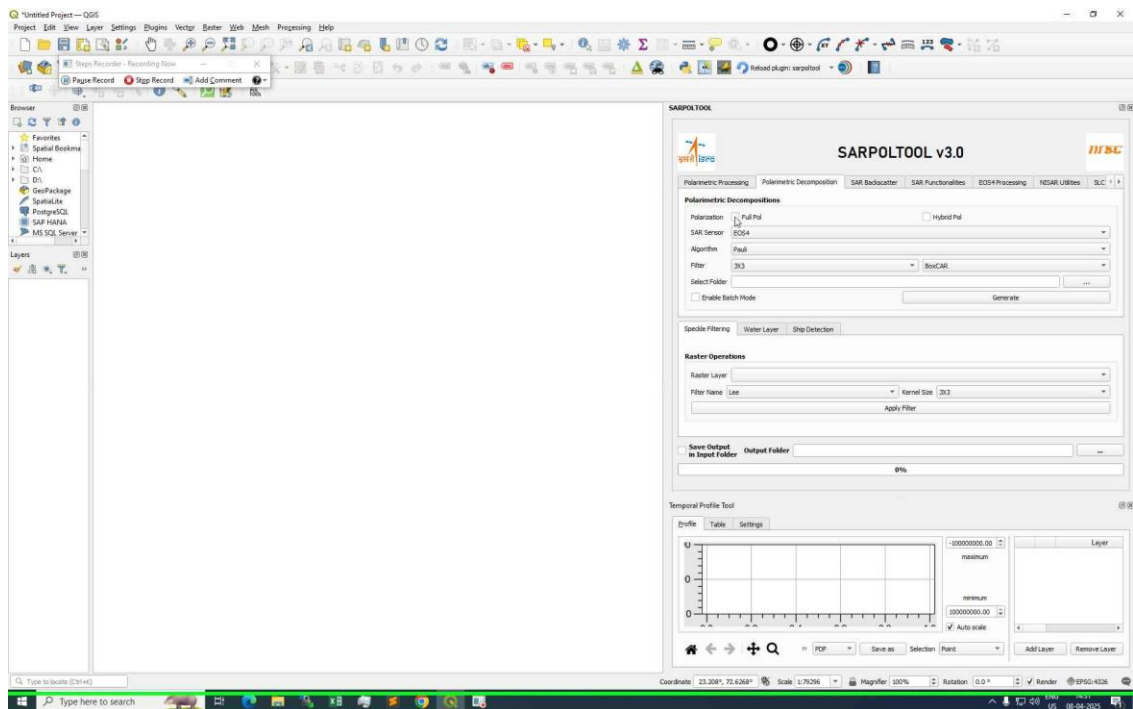 *Untitled Project — QGIS
Project Edit View Layer Settings Plugins Vector Raster Web Mesh Processing Help
Steps Recorder - Recording Now
Pause Record Stop Record Add Comment
Reload plugin: sarpoltool
Browser
Favorites
Spatial Bookma
Home
C:\
D:\
GeoPackage
SpatiaLite
PostgreSQL
SAP HANA
MS SQL Server
Layers
SARPOLTOOL
इसरो isro
SARPOLTOOL v3.0
nrsc
Polarimetric Processing Polarimetric Decomposition SAR Backscatter SAR Functionalities EOS4 Processing NISAR Utilities SLC
Polarimetric Decompositions
Polarization Full Pol Hybrid Pol
SAR Sensor EOS4
Algorithm Pauli
Filter 3X3 BoxCAR
Select Folder ...
Enable Batch Mode Generate
Speckle Filtering Water Layer Ship Detection
Raster Operations
Raster Layer
Filter Name Lee Kernel Size 3X3
Apply Filter
Save Output in Input Folder Output Folder ...
0%
Temporal Profile Tool
Profile Table Settings
-100000000.00 Layer
maximum
minimum
100000000.00
Auto scale
PDF Save as Selection Point Add Layer Remove Layer
Type to locate (Ctrl+K) Coordinate 23.208°, 72.6268° Scale 1:79296 Magnifier 100% Rotation 0.0 ° Render EPSG:4326
Type here to search ENG US 08-04-2025